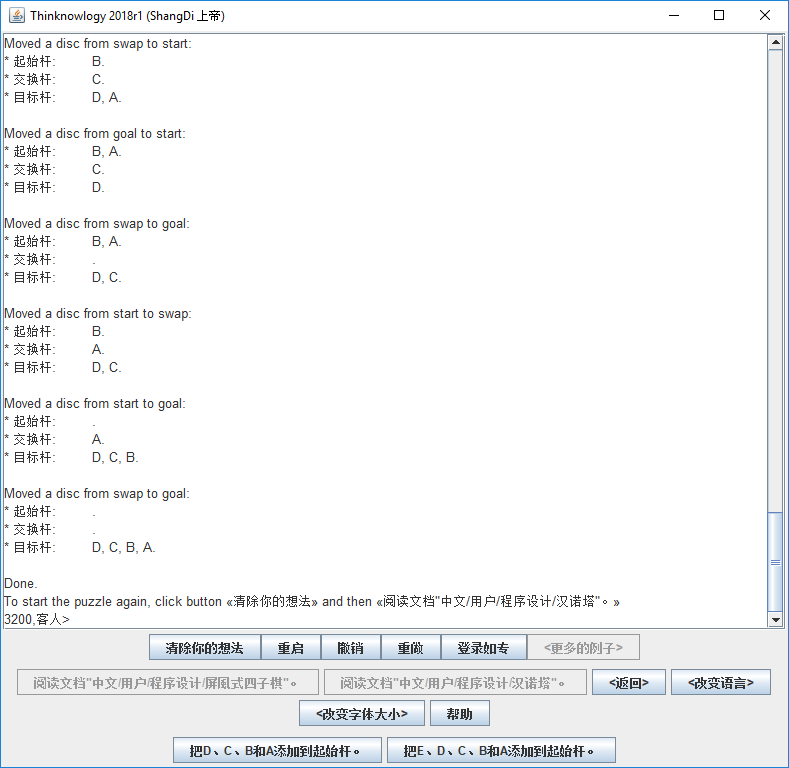 Thinknowlogy 2018r1 (ShangDi 上帝)
Moved a disc from swap to start:
* 起始杆: B.
* 交换杆: C.
* 目标杆: D, A.
Moved a disc from goal to start:
* 起始杆: B, A.
* 交换杆: C.
* 目标杆: D.
Moved a disc from swap to goal:
* 起始杆: B, A.
* 交换杆: .
* 目标杆: D, C.
Moved a disc from start to swap:
* 起始杆: B.
* 交换杆: A.
* 目标杆: D, C.
Moved a disc from start to goal:
* 起始杆: .
* 交换杆: A.
* 目标杆: D, C, B.
Moved a disc from swap to goal:
* 起始杆: .
* 交换杆: .
* 目标杆: D, C, B, A.
Done.
To start the puzzle again, click button «清除你的想法» and then «阅读文档"中文/用户/程序设计/汉诺塔"。»
3200,客人>
清除你的想法 重启 撤销 重做 登录如专 <更多的例子>
阅读文档"中文/用户/程序设计/屏風式四子棋"。 阅读文档"中文/用户/程序设计/汉诺塔"。 <返回> <改变语言>
<改变字体大小> 帮助
把D、C、B和A添加到起始杆。 把E、D、C、B和A添加到起始杆。